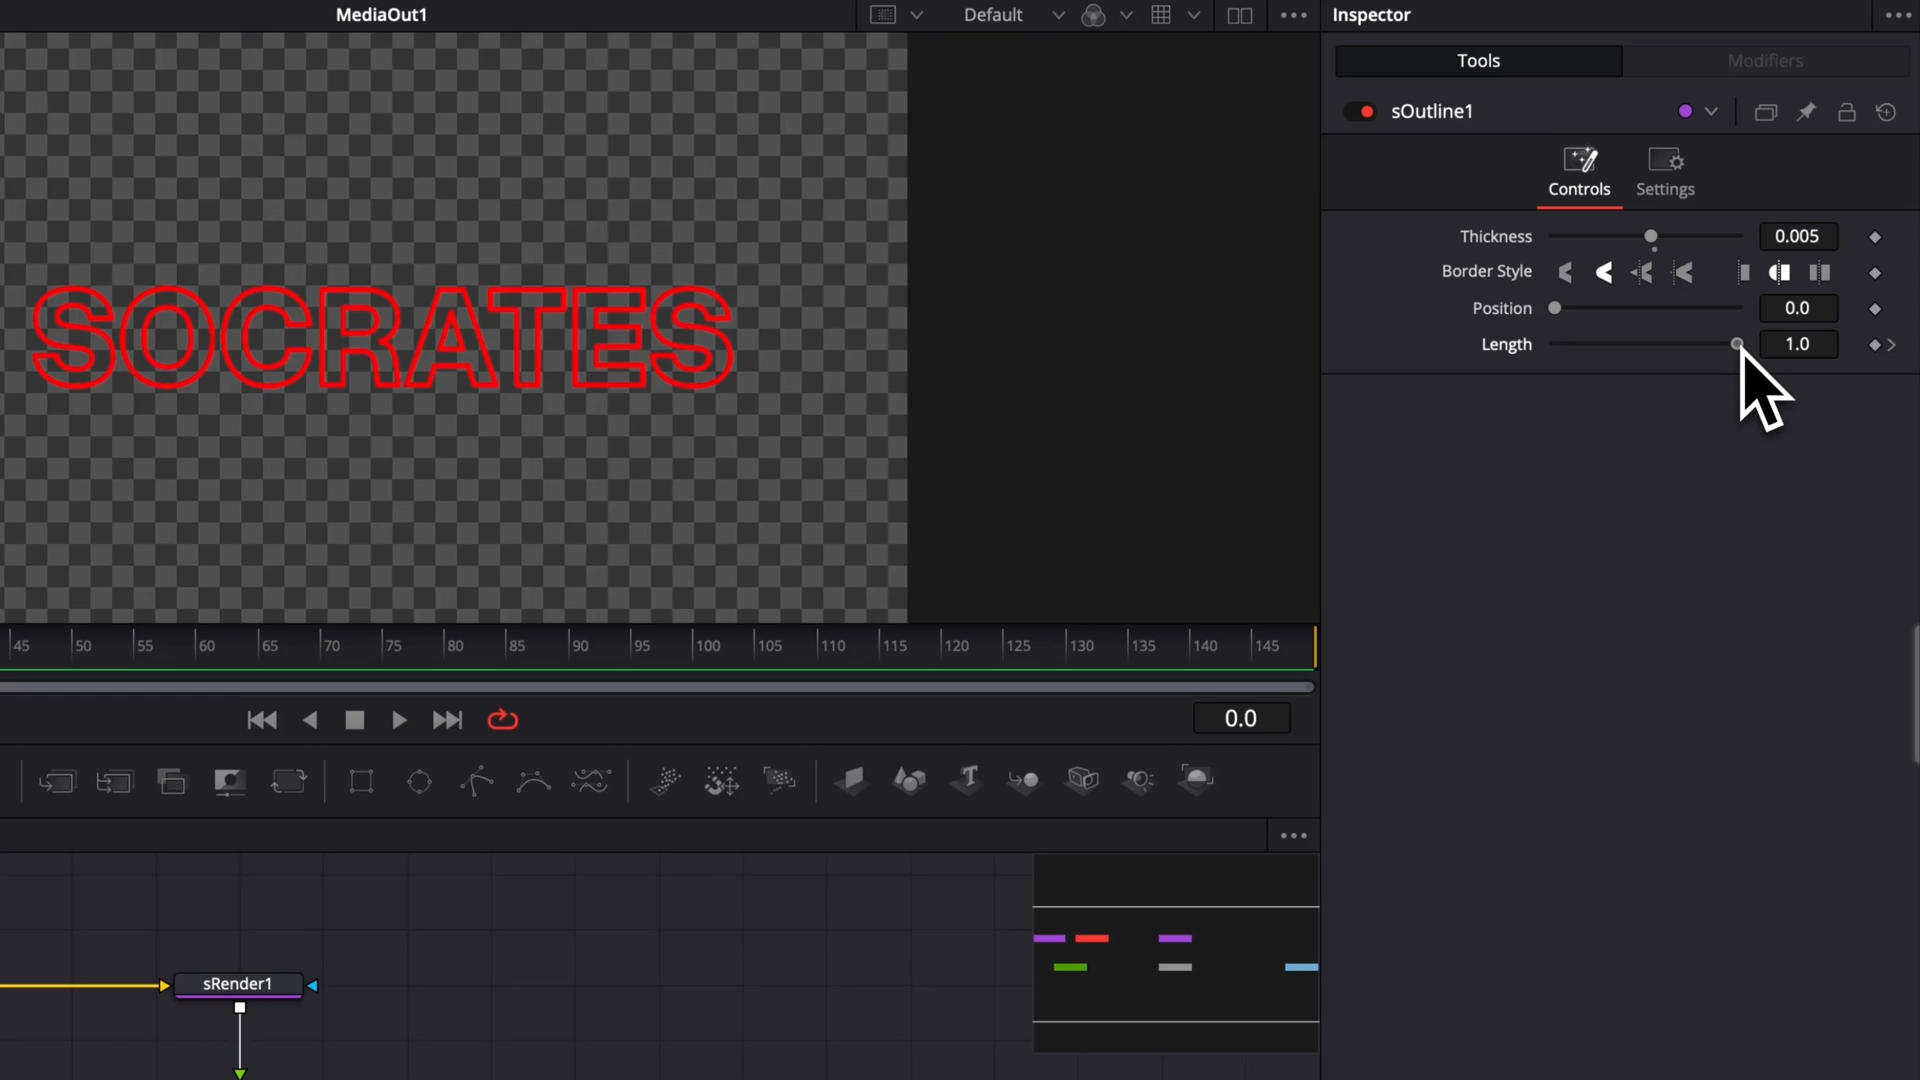 MediaOut1
Default
Inspector
Tools
Modifiers
sOutline1
Controls
Settings
Thickness
0.005
Border Style
Position
0.0
Length
1.0
SOCRATES
45 50 55 60 65 70 75 80 85 90 95 100 105 110 115 120 125 130 135 140 145
0.0
T
sRender1